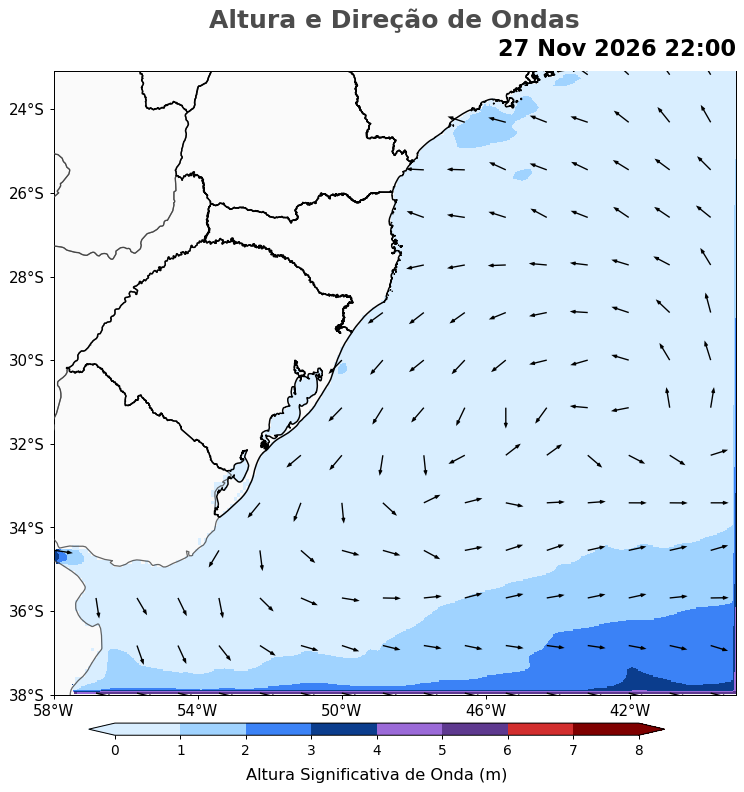 Altura e Direção de Ondas
27 Nov 2026 22:00
24°S
26°S
28°S
30°S
32°S
34°S
36°S
38°S
58°W 54°W 50°W 46°W 42°W
0 1 2 3 4 5 6 7 8
Altura Significativa de Onda (m)